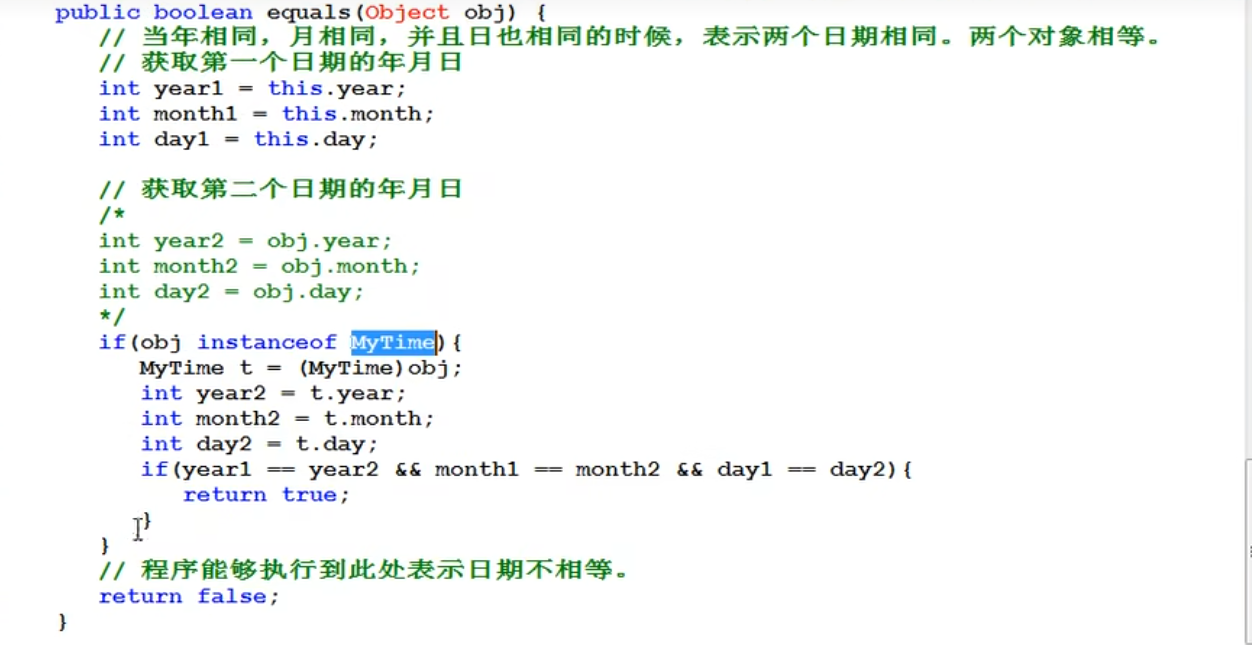 public boolean equals(Object obj) {
// 当年相同，月相同，并且日也相同的时候，表示两个日期相同。两个对象相等。
// 获取第一个日期的年月日
int year1 = this.year;
int month1 = this.month;
int day1 = this.day;
// 获取第二个日期的年月日
/*
int year2 = obj.year;
int month2 = obj.month;
int day2 = obj.day;
*/
if(obj instanceof MyTime){
MyTime t = (MyTime)obj;
int year2 = t.year;
int month2 = t.month;
int day2 = t.day;
if(year1 == year2 && month1 == month2 && day1 == day2){
return true;
}
}
// 程序能够执行到此处表示日期不相等。
return false;
}